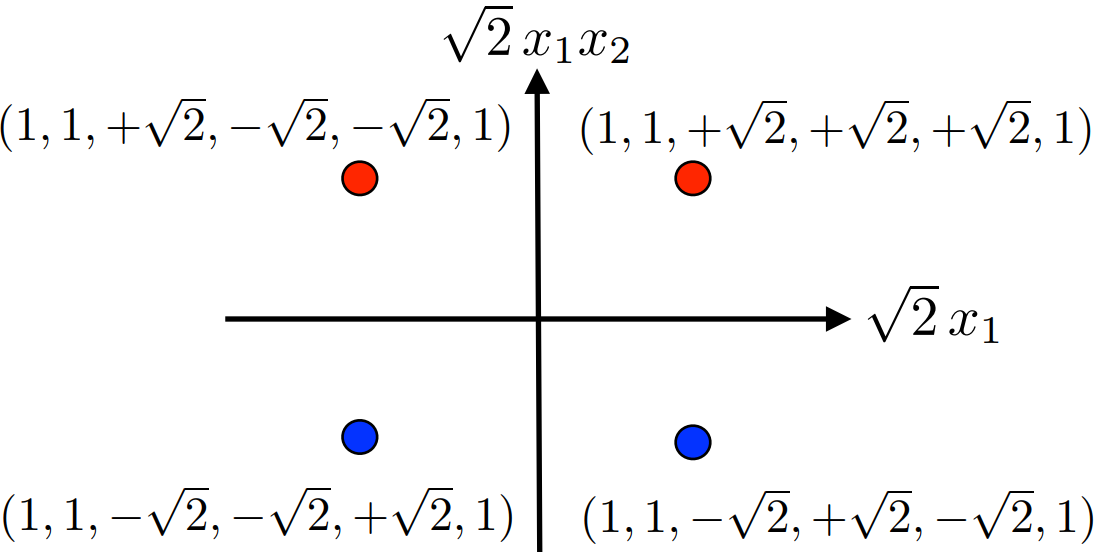 √2 x₁x₂
(1, 1, +√2, −√2, −√2, 1)
(1, 1, +√2, +√2, +√2, 1)
√2 x₁
(1, 1, −√2, −√2, +√2, 1)
(1, 1, −√2, +√2, −√2, 1)